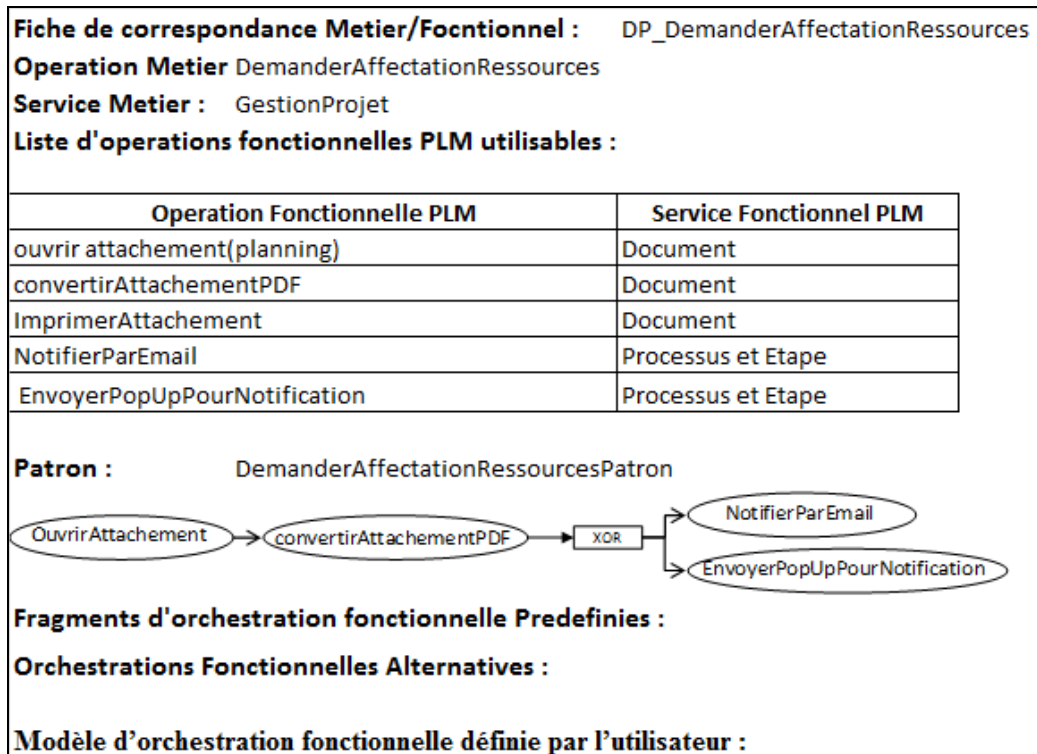 Fiche de correspondance Metier/Focntionnel : DP_DemanderAffectationRessources
Operation Metier DemanderAffectationRessources
Service Metier : GestionProjet
Liste d'operations fonctionnelles PLM utilisables :
Operation Fonctionnelle PLM Service Fonctionnel PLM
ouvrir attachement(planning) Document
convertirAttachementPDF Document
ImprimerAttachement Document
NotifierParEmail Processus et Etape
EnvoyerPopUpPourNotification Processus et Etape
Patron : DemanderAffectationRessourcesPatron
NotifierParEmail
OuvrirAttachement convertirAttachementPDF XOR
EnvoyerPopUpPourNotification
Fragments d'orchestration fonctionnelle Predefinies :
Orchestrations Fonctionnelles Alternatives :
Modèle d’orchestration fonctionnelle définie par l’utilisateur :